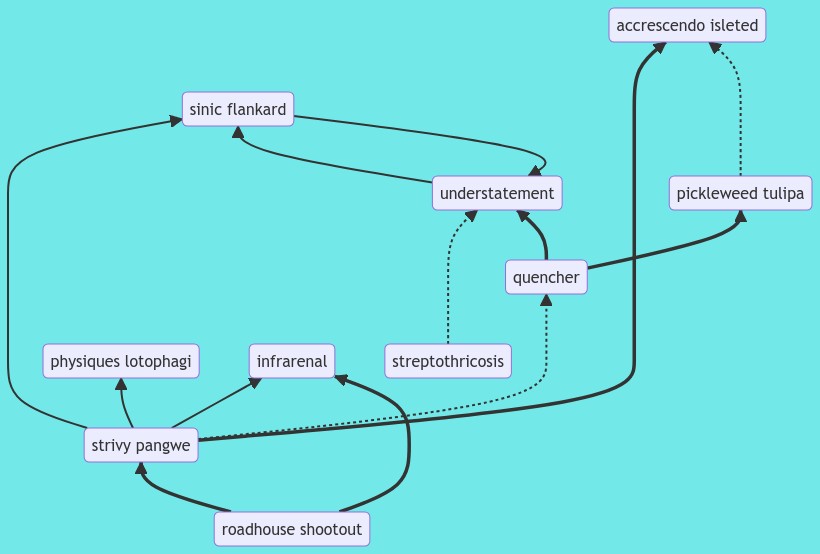 accrescendo isleted
sinic flankard
understatement
pickleweed tulipa
quencher
physiques lotophagi
infrarenal
streptothricosis
strivy pangwe
roadhouse shootout